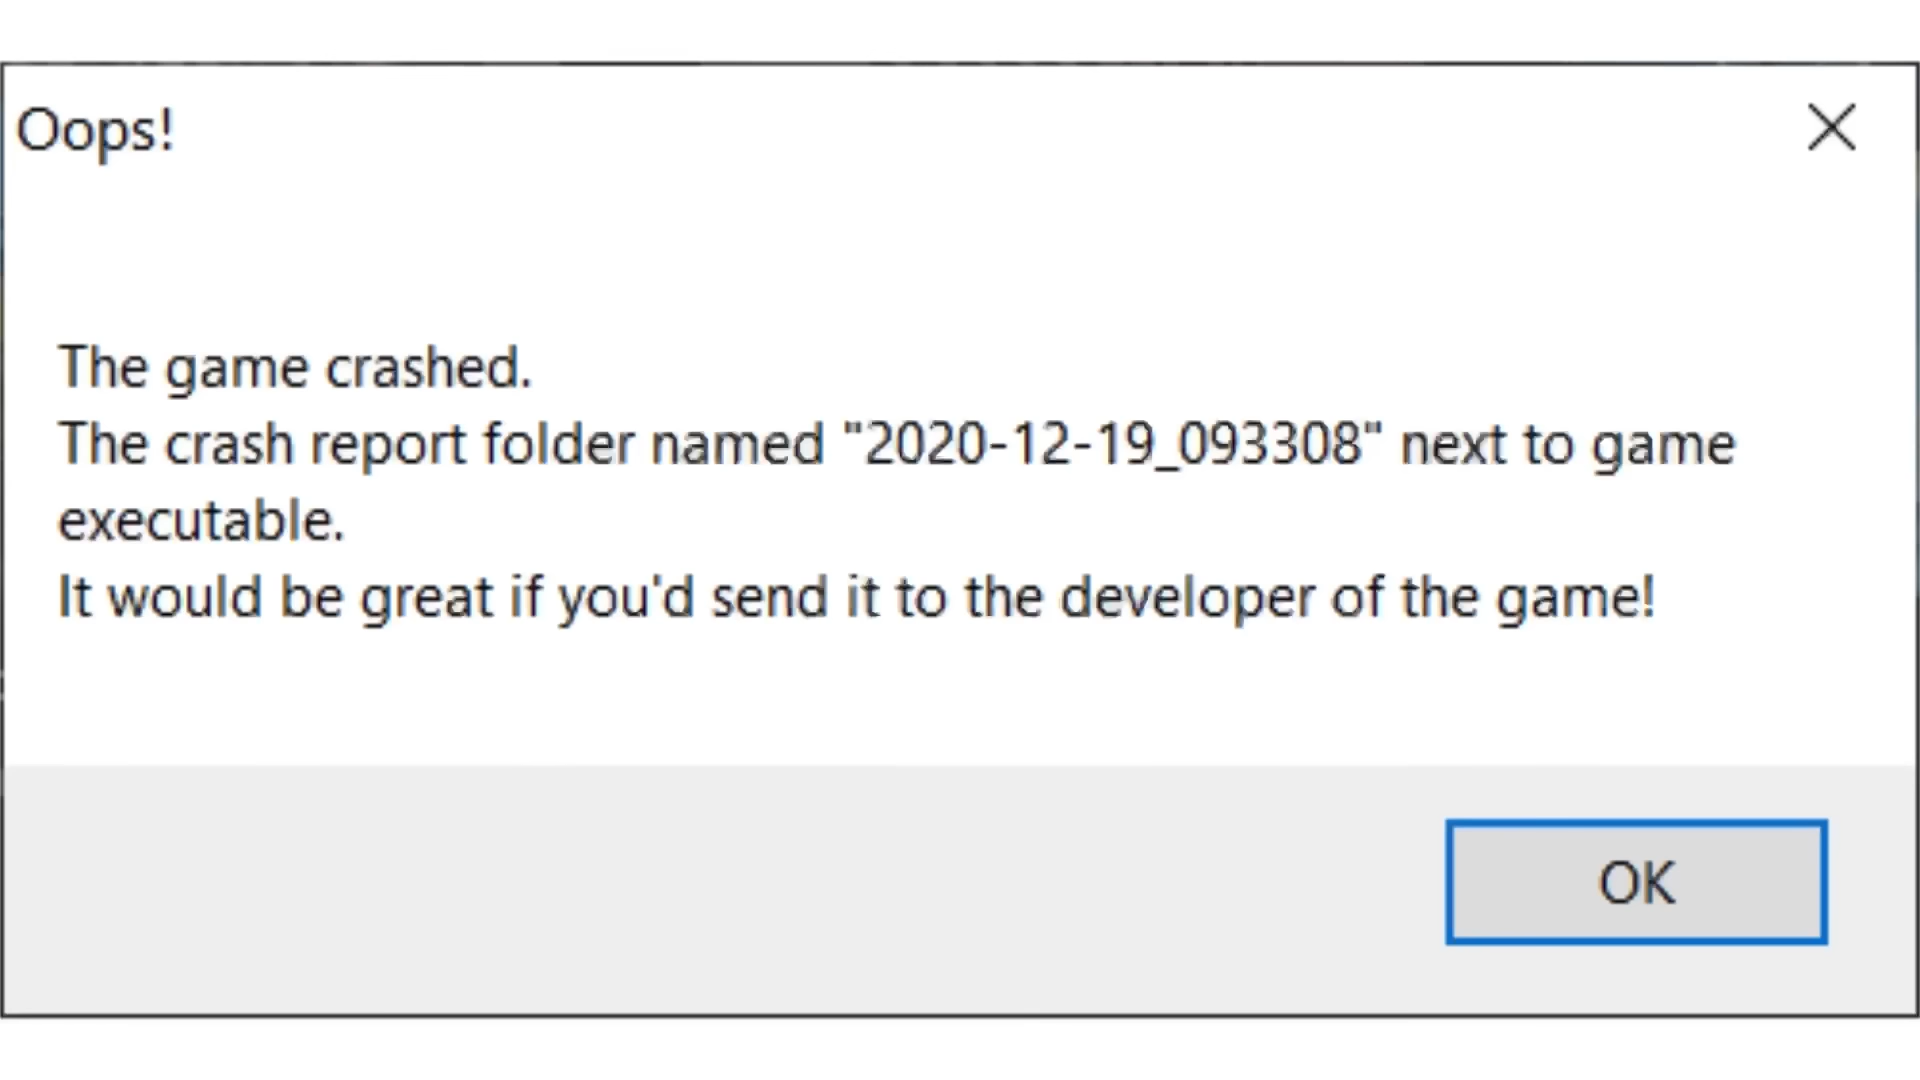 Oops!
The game crashed.
The crash report folder named "2020-12-19_093308" next to game
executable.
It would be great if you'd send it to the developer of the game!
OK